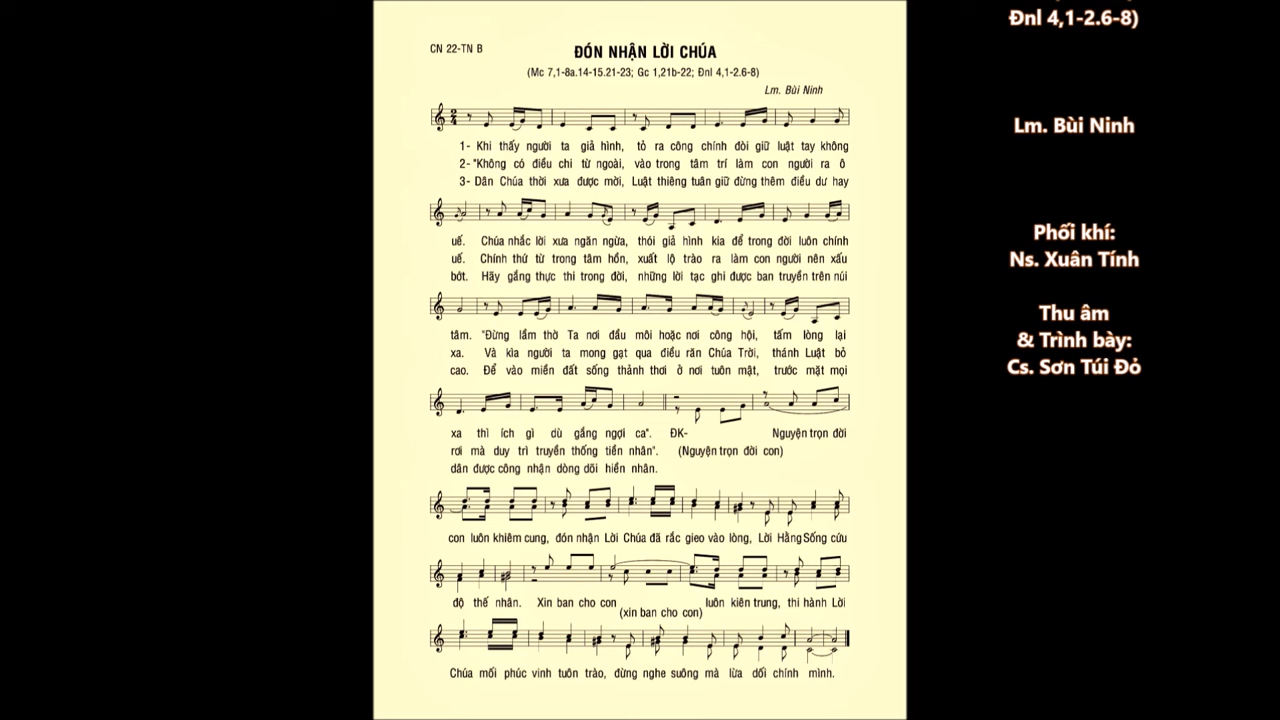 CN 22-TN B
ĐÓN NHẬN LỜI CHÚA
(Mc 7,1-8a.14-15.21-23; Gc 1,21b-22; Đnl 4,1-2.6-8)
Lm. Bùi Ninh
1- Khi thấy người ta giả hình, tỏ ra công chính đòi giữ luật tay không
2- "Không có điều chi từ ngoài, vào trong tâm trí làm con người ra ô
3- Dân Chúa thời xưa được mời, Luật thiêng tuân giữ đừng thêm điều dư hay
uế. Chúa nhắc lời xưa ngăn ngừa, thói giả hình kia để trong đời luôn chính
uế. Chính thứ từ trong tâm hồn, xuất lộ trào ra làm con người nên xấu
bớt. Hãy gắng thực thi trong đời, những lời tạc ghi được ban truyền trên núi
tâm. "Đừng lầm thờ Ta nơi đầu môi hoặc nơi công hội, tấm lòng lại
xa. Và kìa người ta mong gạt qua điều răn Chúa Trời, thánh Luật bỏ
cao. Để vào miền đất sống thảnh thơi ở nơi tuôn mật, trước mặt mọi
xa thì ích gì dù gắng ngợi ca". ĐK- Nguyện trọn đời
rơi mà duy trì truyền thống tiền nhân". (Nguyện trọn đời con)
dân được công nhận dòng dõi hiền nhân.
con luôn khiêm cung, đón nhận Lời Chúa đã rắc gieo vào lòng, Lời Hằng Sống cứu
độ thế nhân. Xin ban cho con luôn kiên trung, thi hành Lời
(xin ban cho con)
Chúa mối phúc vinh tuôn trào, đừng nghe suông mà lừa dối chính mình.
Đnl 4,1-2.6-8)
Lm. Bùi Ninh
Phối khí:
Ns. Xuân Tính
Thu âm
& Trình bày:
Cs. Sơn Túi Đỏ